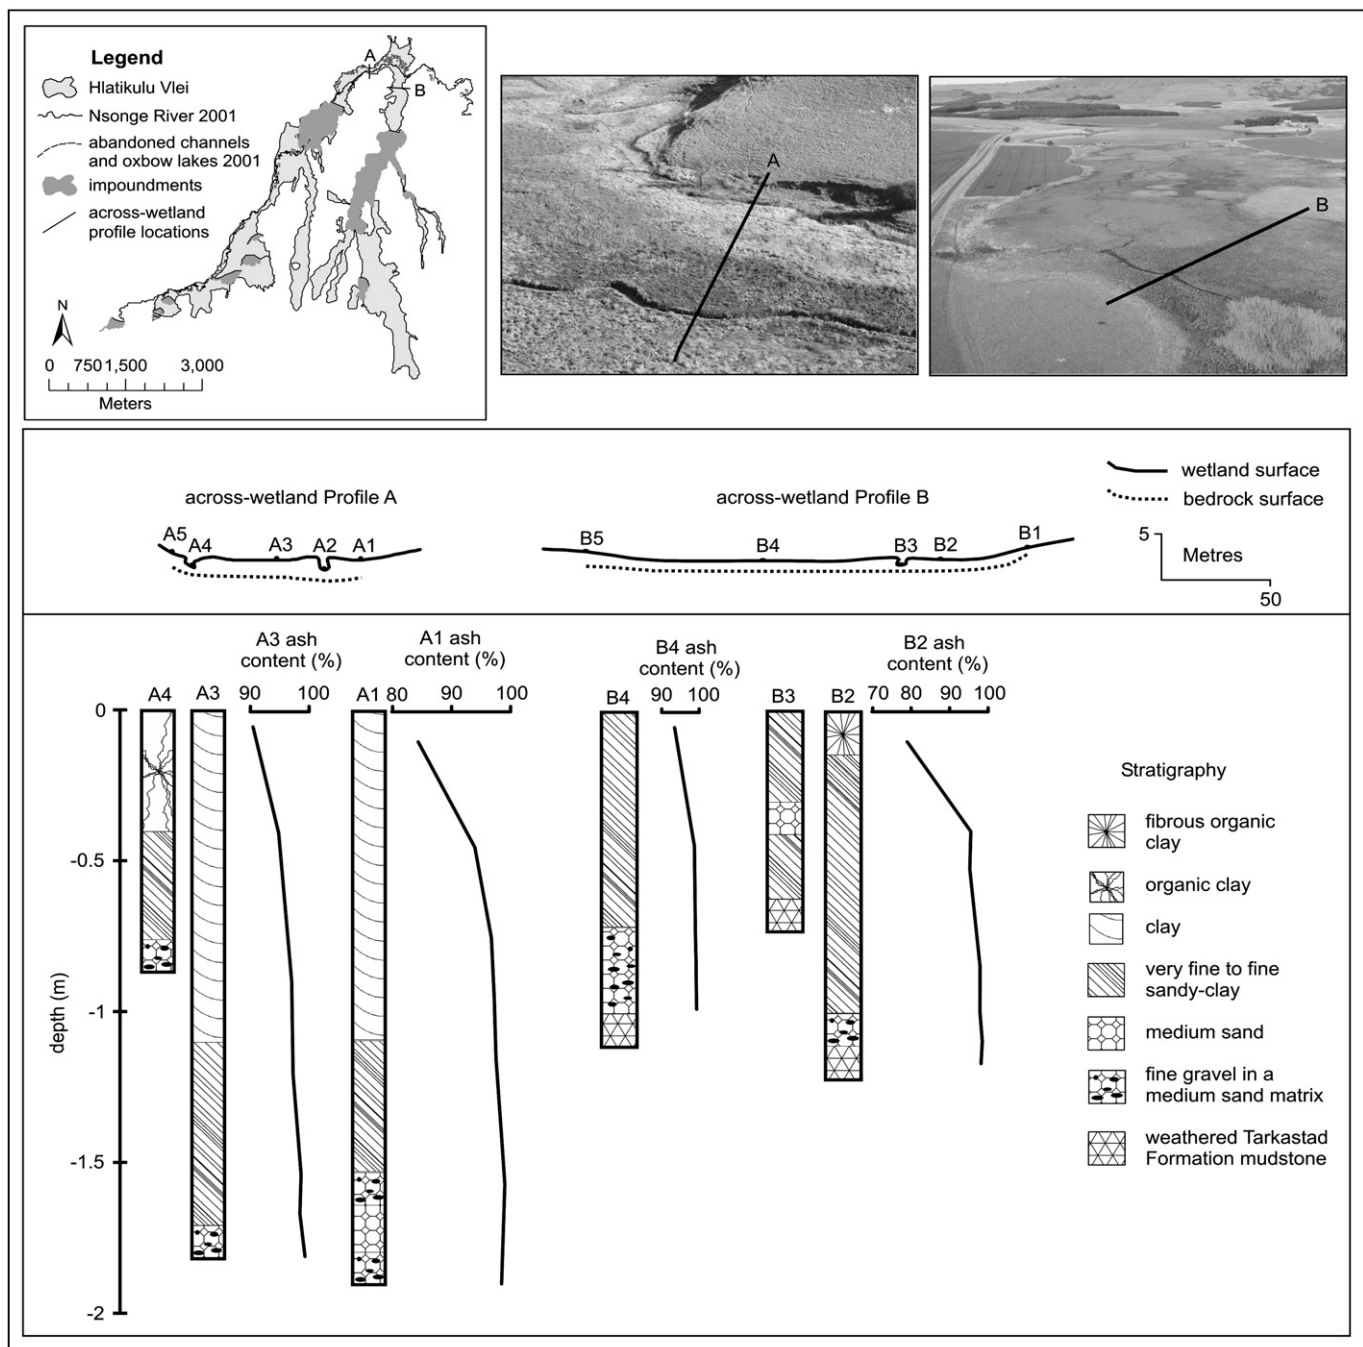 Legend
Hlatikulu Vlei
Nsonge River 2001
abandoned channels
and oxbow lakes 2001
impoundments
across-wetland
profile locations
N
0 750 1,500 3,000
Meters
A
B
A
B
across-wetland Profile A
A5
A4
A3
A2
A1
across-wetland Profile B
B5
B4
B3
B2
B1
wetland surface
bedrock surface
5
Metres
50
A3 ash
content (%)
90 100
A1 ash
content (%)
80 90 100
B4 ash
content (%)
90 100
B2 ash
content (%)
70 80 90 100
A4
A3
A1
B4
B3
B2
0
-0.5
-1
-1.5
-2
depth (m)
Stratigraphy
fibrous organic
clay
organic clay
clay
very fine to fine
sandy-clay
medium sand
fine gravel in a
medium sand matrix
weathered Tarkastad
Formation mudstone